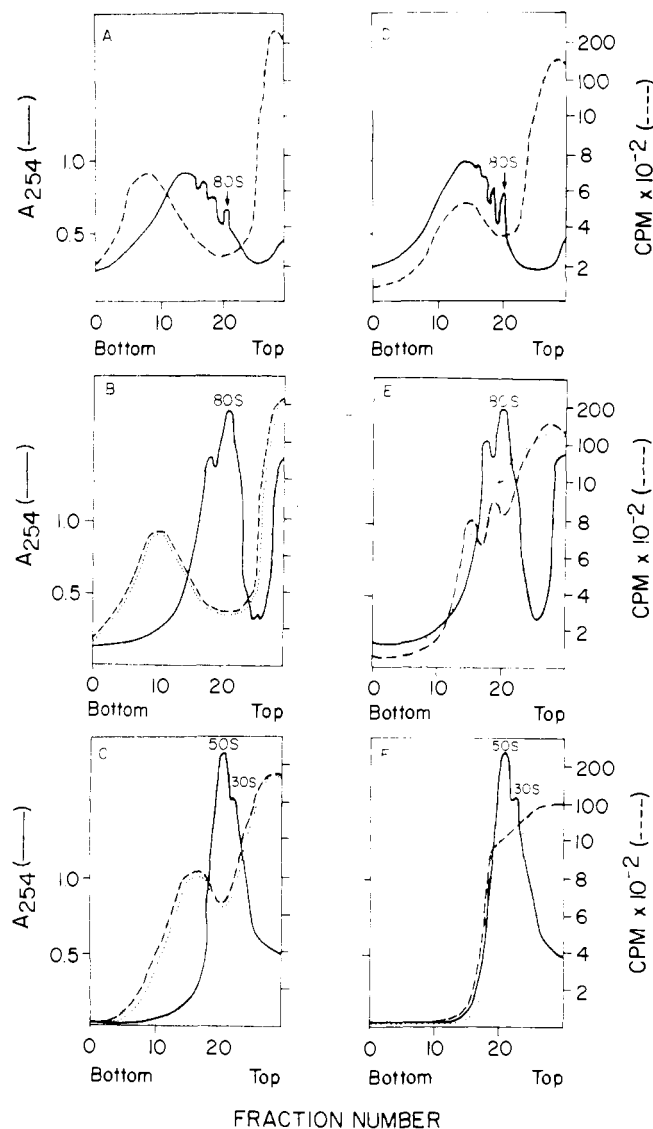 A
80S
A254 (——)
1.0
0.5
0 10 20
Bottom Top
D
80S
200
100
10
8
6
4
2
CPM x 10-2 (----)
0 10 20
Bottom Top
B
80S
A254 (——)
1.0
0.5
0 10 20
Bottom Top
E
80S
200
100
10
8
6
4
2
CPM x 10-2 (----)
0 10 20
Bottom Top
C
50S
30S
A254 (——)
1.0
0.5
0 10 20
Bottom Top
F
50S
30S
200
100
10
8
6
4
2
CPM x 10-2 (----)
0 10 20
Bottom Top
FRACTION NUMBER